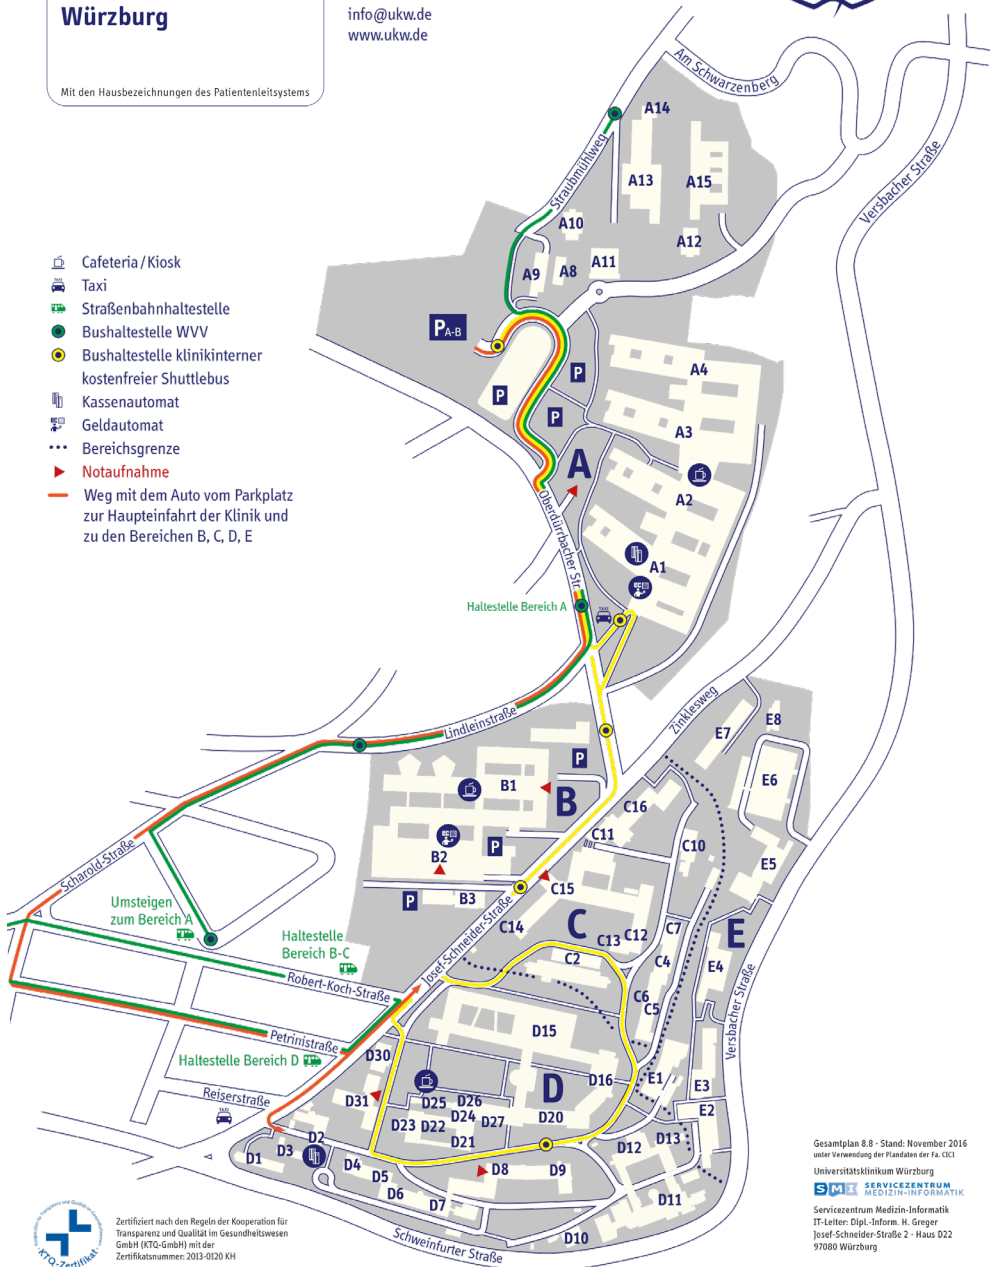 Würzburg
Mit den Hausbezeichnungen des Patientenleitsystems
info@ukw.de
www.ukw.de
Am Schwarzenberg
Straubmühlweg
Versbacher Straße
A14
A13
A15
A10
A12
A11
A9
A8
Cafeteria/Kiosk
TAXI
Taxi
Straßenbahnhaltestelle
Bushaltestelle WVV
Bushaltestelle klinikinterner
kostenfreier Shuttlebus
Kassenautomat
Geldautomat
Bereichsgrenze
Notaufnahme
Weg mit dem Auto vom Parkplatz
zur Haupteinfahrt der Klinik und
zu den Bereichen B, C, D, E
PA-B
P
P
P
A4
A3
A
A2
A1
Oberdürrbacher Str.
Haltestelle Bereich A
TAXI
Lindleinstraße
Zinklesweg
E7
E8
E6
E5
P
B1
B
B2
P
P
B3
C16
C11
C10
C15
C14
C
C13
C12
C7
C2
C4
C6
C5
E
E4
Scharold-Straße
Umsteigen
zum Bereich A
Haltestelle
Bereich B-C
Josef-Schneider-Straße
Robert-Koch-Straße
Petrinistraße
Haltestelle Bereich D
Reiserstraße
TAXI
Versbacher Straße
D15
D30
D31
D16
D
D25
D26
D24
D23
D22
D27
D20
D21
E1
E3
E2
D13
D12
D1
D3
D2
D4
D5
D6
D7
D8
D9
D11
D10
Schweinfurter Straße
Gesamtplan 8.8 - Stand: November 2016
unter Verwendung der Plandaten der Fa. CICI
Universitätsklinikum Würzburg
SMI SERVICEZENTRUM
MEDIZIN-INFORMATIK
Servicezentrum Medizin-Informatik
IT-Leiter: Dipl.-Inform. H. Greger
Josef-Schneider-Straße 2 - Haus D22
97080 Würzburg
KTQ-Zertifikat
Zertifiziert nach den Regeln der Kooperation für
Transparenz und Qualität im Gesundheitswesen
GmbH (KTQ-GmbH) mit der
Zertifikatsnummer: 2013-0120 KH